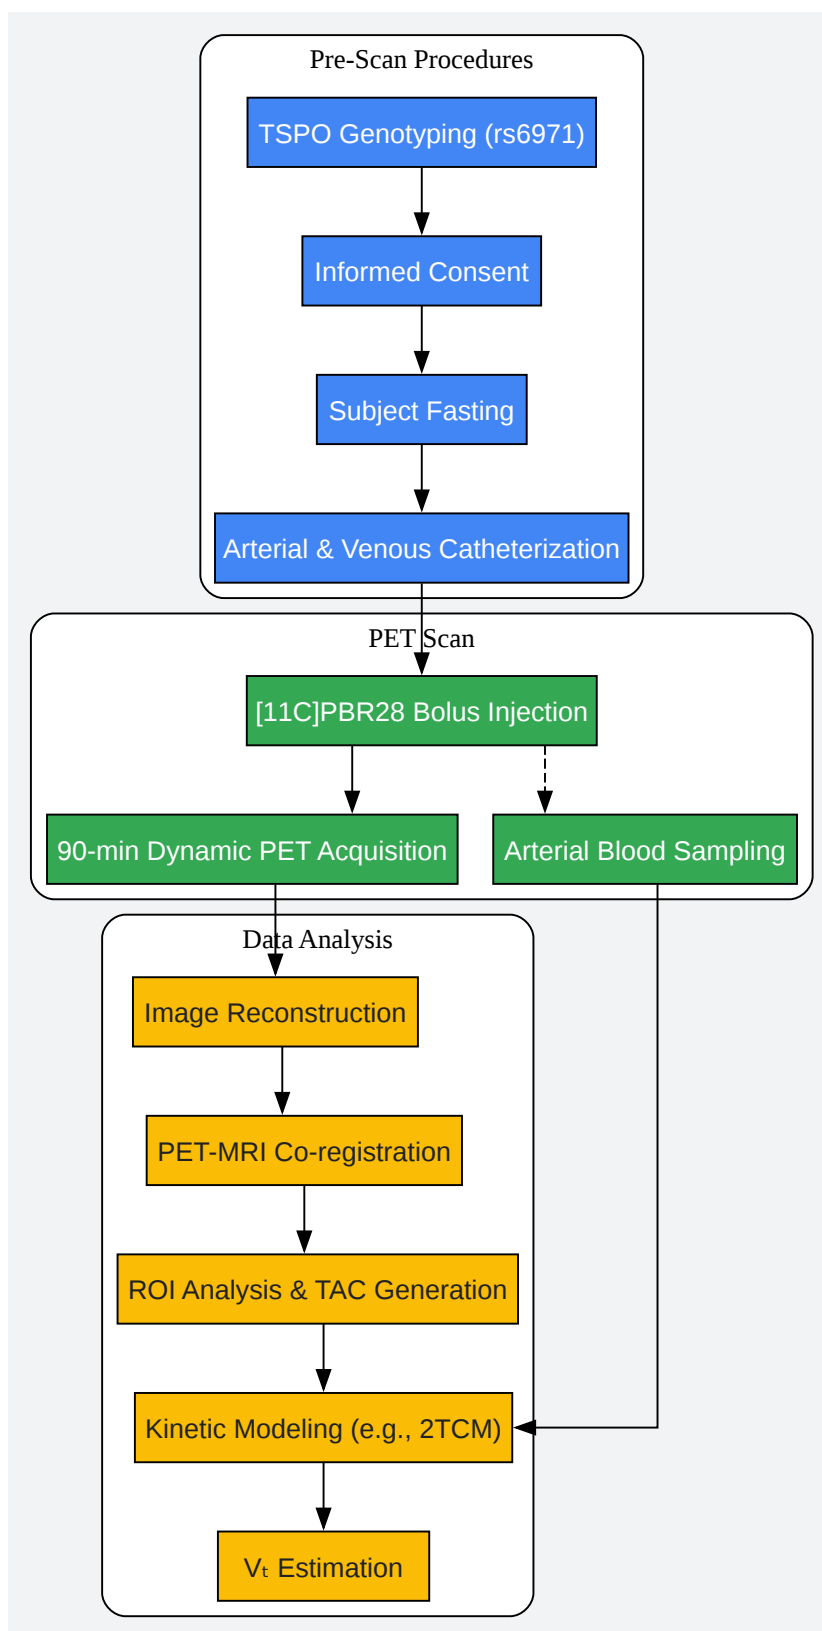 Pre-Scan Procedures
TSPO Genotyping (rs6971)
Informed Consent
Subject Fasting
Arterial & Venous Catheterization
PET Scan
[11C]PBR28 Bolus Injection
90-min Dynamic PET Acquisition
Arterial Blood Sampling
Data Analysis
Image Reconstruction
PET-MRI Co-registration
ROI Analysis & TAC Generation
Kinetic Modeling (e.g., 2TCM)
Vₜ Estimation